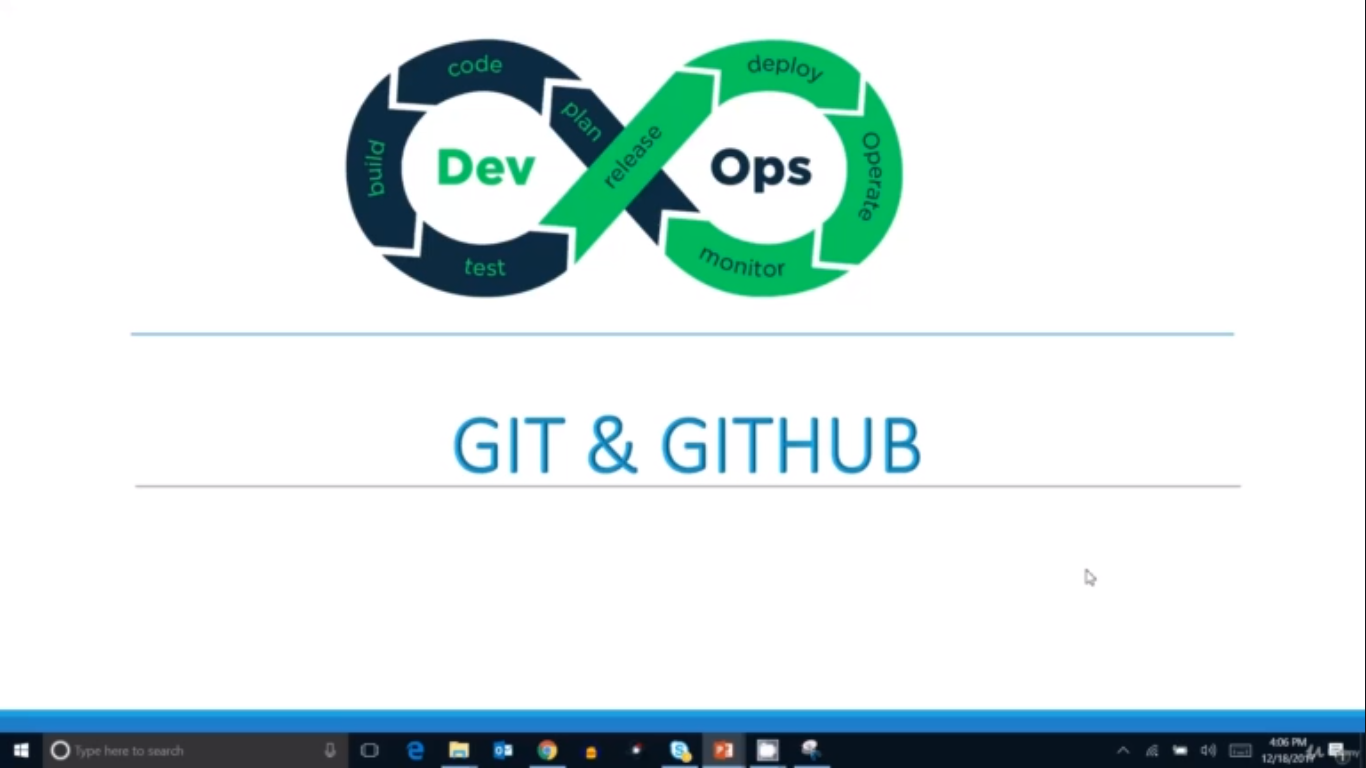 code
plan
build
Dev
test
release
deploy
Ops
Operate
monitor
GIT & GITHUB
Type here to search
4:06 PM